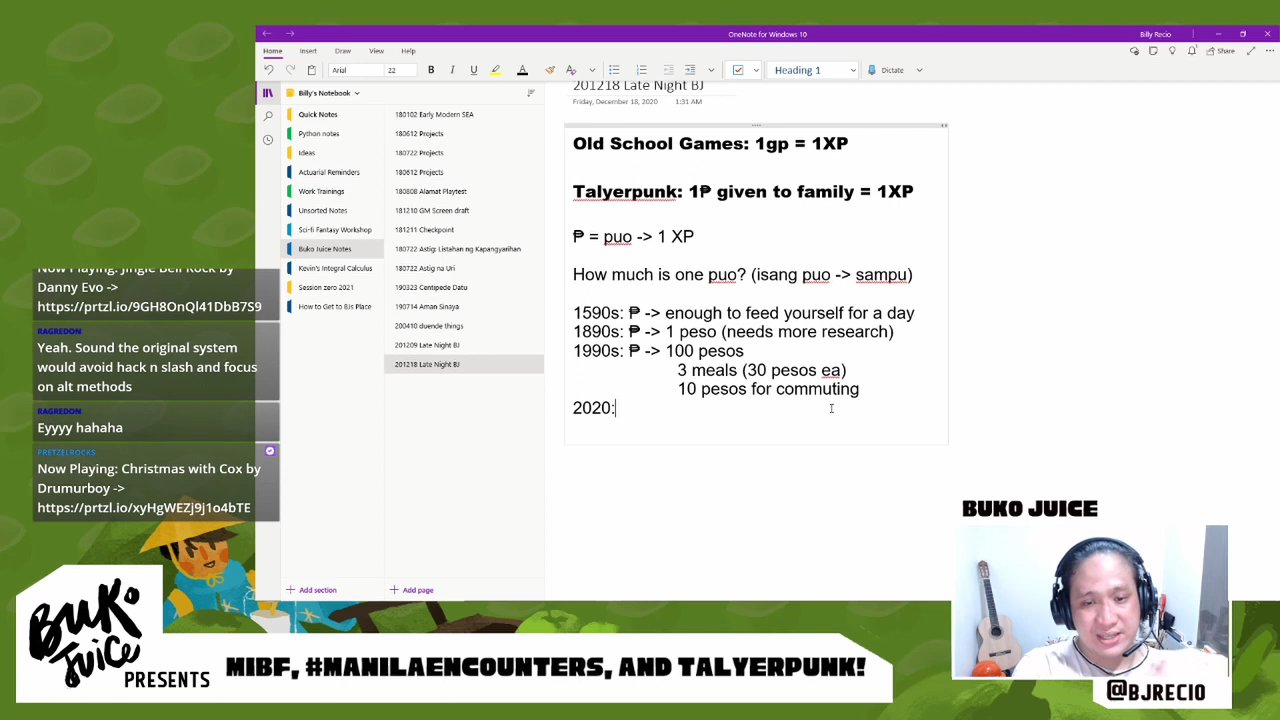 OneNote for Windows 10
Billy Recio
Home
Insert
Draw
View
Help
Share
Arial
22
B
I
U
A
Heading 1
Dictate
Billy's Notebook
Quick Notes
Python notes
Ideas
Actuarial Reminders
Work Trainings
Unsorted Notes
Sci-fi Fantasy Workshop
Buko Juice Notes
Kevin's Integral Calculus
Session zero 2021
How to Get to BJs Place
Add section
180102 Early Modern SEA
180612 Projects
180722 Projects
180612 Projects
180808 Alamat Playtest
181210 GM Screen draft
181211 Checkpoint
180722 Astig: Listahan ng Kapangyarihan
180722 Astig na Uri
190323 Centipede Datu
190714 Aman Sinaya
200410 duende things
201209 Late Night BJ
201218 Late Night BJ
Add page
201218 Late Night BJ
Friday, December 18, 2020 1:31 AM
Old School Games: 1gp = 1XP
Talyerpunk: 1₱ given to family = 1XP
₱ = puo -> 1 XP
How much is one puo? (isang puo -> sampu)
1590s: ₱ -> enough to feed yourself for a day
1890s: ₱ -> 1 peso (needs more research)
1990s: ₱ -> 100 pesos
3 meals (30 pesos ea)
10 pesos for commuting
2020:
Now Playing: Jingle Bell Rock by
Danny Evo ->
https://prtzl.io/9GH8OnQl41DbB7S9
RAGREDON
Yeah. Sound the original system
would avoid hack n slash and focus
on alt methods
RAGREDON
Eyyyy hahaha
PRETZELROCKS
Now Playing: Christmas with Cox by
Drumurboy ->
https://prtzl.io/xyHgWEZj9j1o4bTE
BUKO JUICE
@BJRECIO
BUKO
JUICE
PRESENTS
MIBF, #MANILAENCOUNTERS, AND TALYERPUNK!